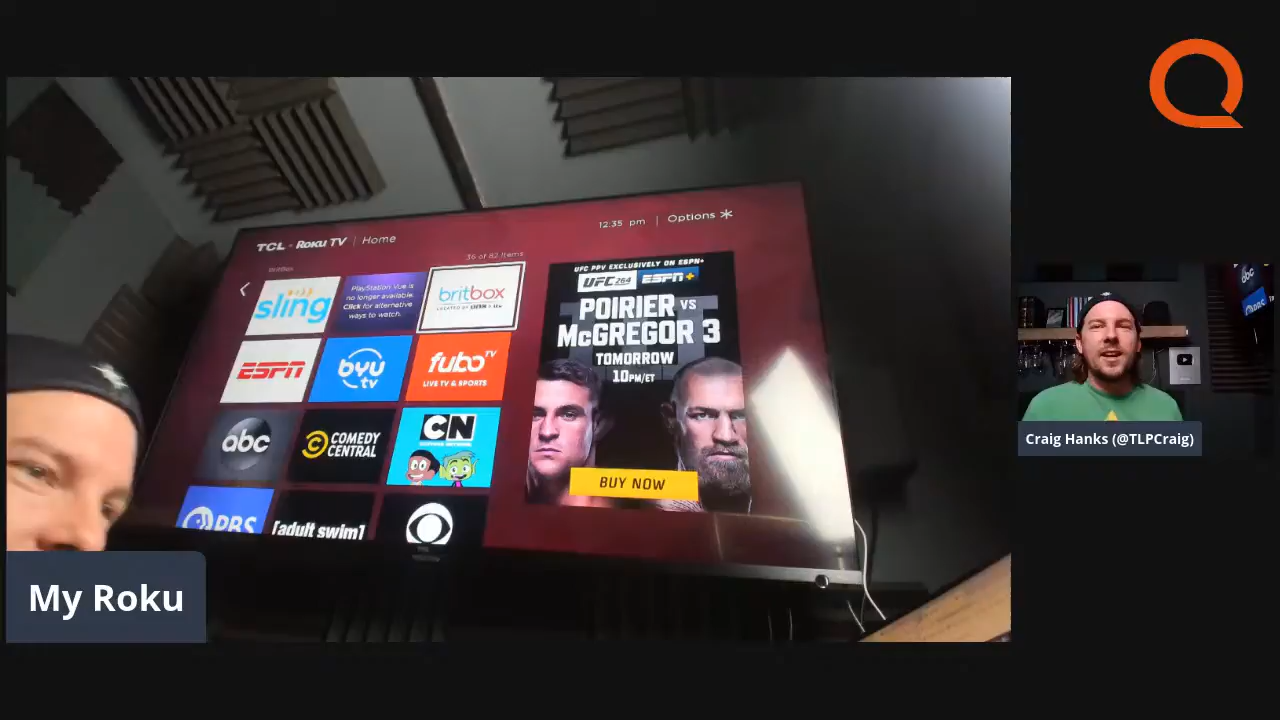 TCL · Roku TV | Home
12:35 pm | Options
36 of 82 items
BritBox
sling
PlayStation Vue is
no longer available.
Click for alternative
ways to watch.
britbox
UFC PPV EXCLUSIVELY ON ESPN+
UFC 264 ESPN+
POIRIER VS
McGREGOR 3
TOMORROW
10PM/ET
BUY NOW
ESPN
byu
tv
fubo TV
LIVE TV & SPORTS
abc
COMEDY
CENTRAL
CN
PBS
[adult swim]
My Roku
abc
Craig Hanks (@TLPCraig)